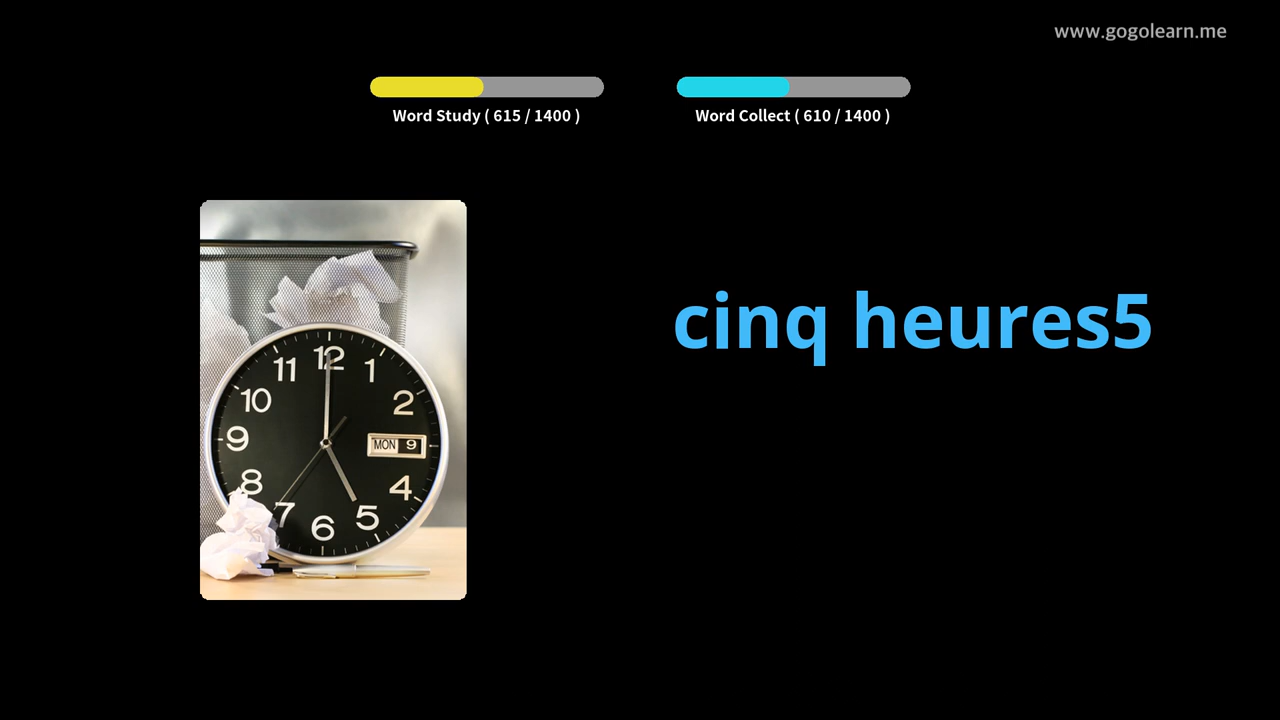 www.gogolearn.me
Word Study ( 615 / 1400 )
Word Collect ( 610 / 1400 )
cinq heures5
12
11
1
10
2
9
MON 9
8
4
7
5
6